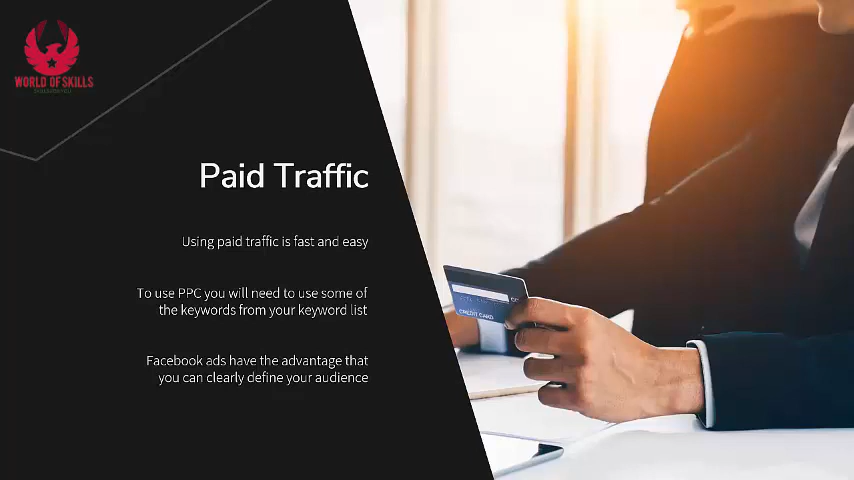 WORLD OF SKILLS
Paid Traffic
Using paid traffic is fast and easy
To use PPC you will need to use some of
the keywords from your keyword list
Facebook ads have the advantage that
you can clearly define your audience
CREDIT CARD